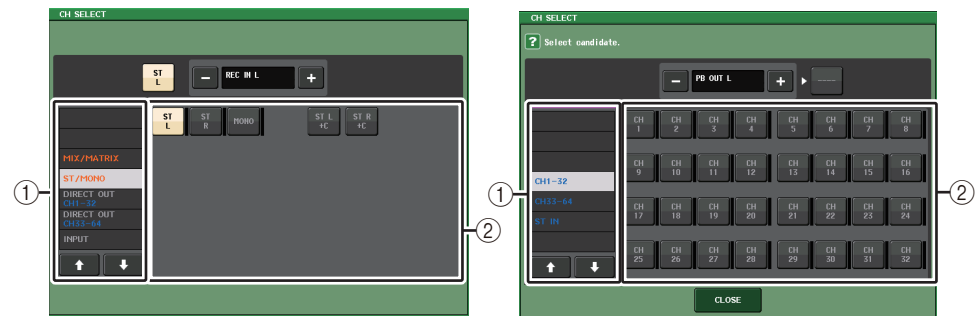 CH SELECT
ST L
−
REC IN L
+
MIX/MATRIX
ST/MONO
DIRECT OUT
CH1-32
DIRECT OUT
CH33-64
INPUT
ST L
ST R
MONO
ST L +C
ST R +C
1
2
CH SELECT
? Select candidate.
−
PB OUT L
+
----
CH1-32
CH33-64
ST IN
CH 1 CH 2 CH 3 CH 4 CH 5 CH 6 CH 7 CH 8
CH 9 CH 10 CH 11 CH 12 CH 13 CH 14 CH 15 CH 16
CH 17 CH 18 CH 19 CH 20 CH 21 CH 22 CH 23 CH 24
CH 25 CH 26 CH 27 CH 28 CH 29 CH 30 CH 31 CH 32
1
2
CLOSE